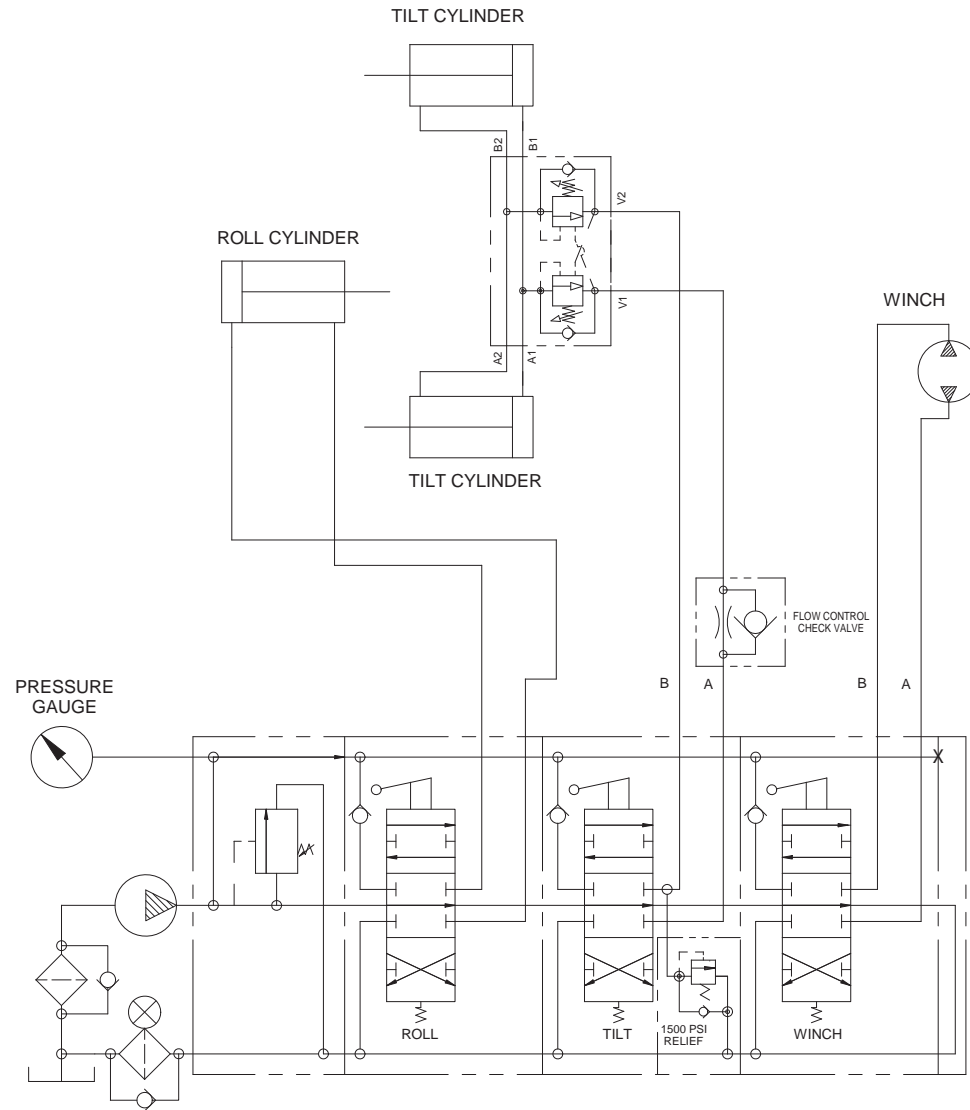 TILT CYLINDER
B2
B1
V2
ROLL CYLINDER
WINCH
V1
A2
A1
TILT CYLINDER
FLOW CONTROL
CHECK VALVE
B
A
B
A
PRESSURE
GAUGE
X
ROLL
TILT
1500 PSI
RELIEF
WINCH